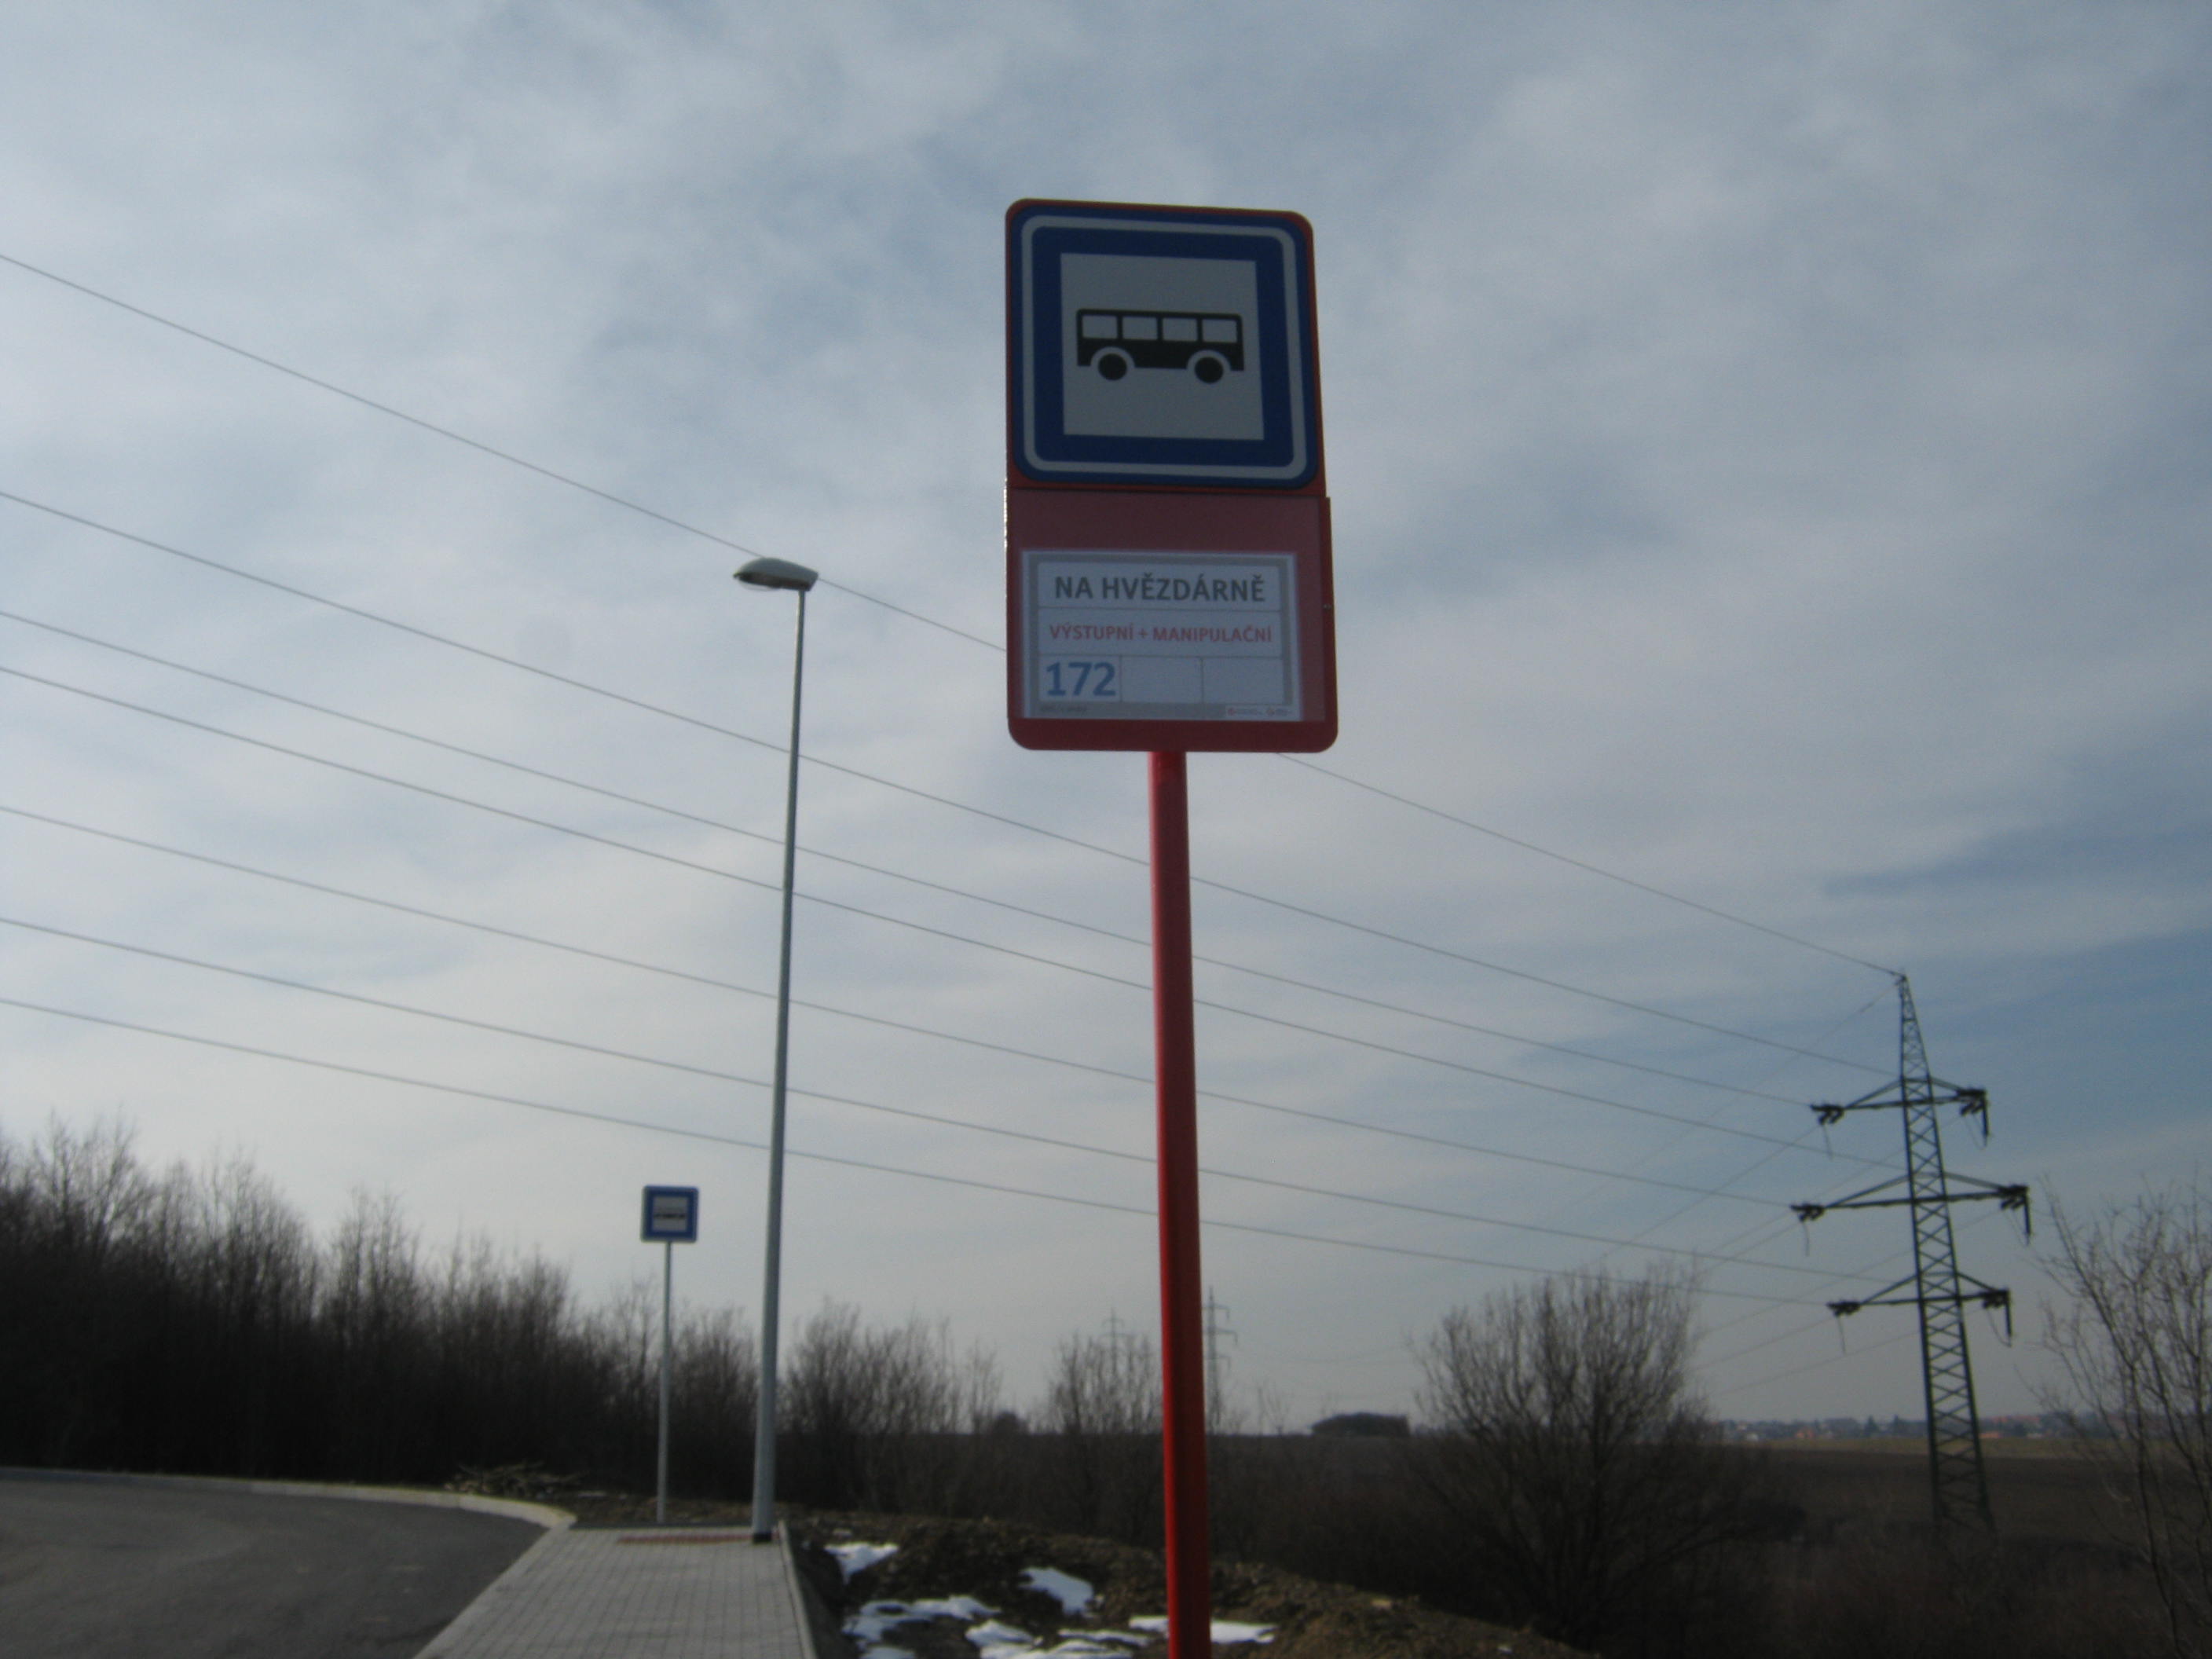 NA HVĚZDÁRNĚ
VÝSTUPNÍ + MANIPULAČNÍ
172